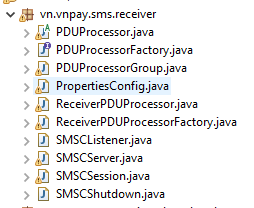 vn.vnpay.sms.receiver
PDUProcessor.java
PDUProcessorFactory.java
PDUProcessorGroup.java
PropertiesConfig.java
ReceiverPDUProcessor.java
ReceiverPDUProcessorFactory.java
SMSCListener.java
SMSCServer.java
SMSCSession.java
SMSCShutdown.java